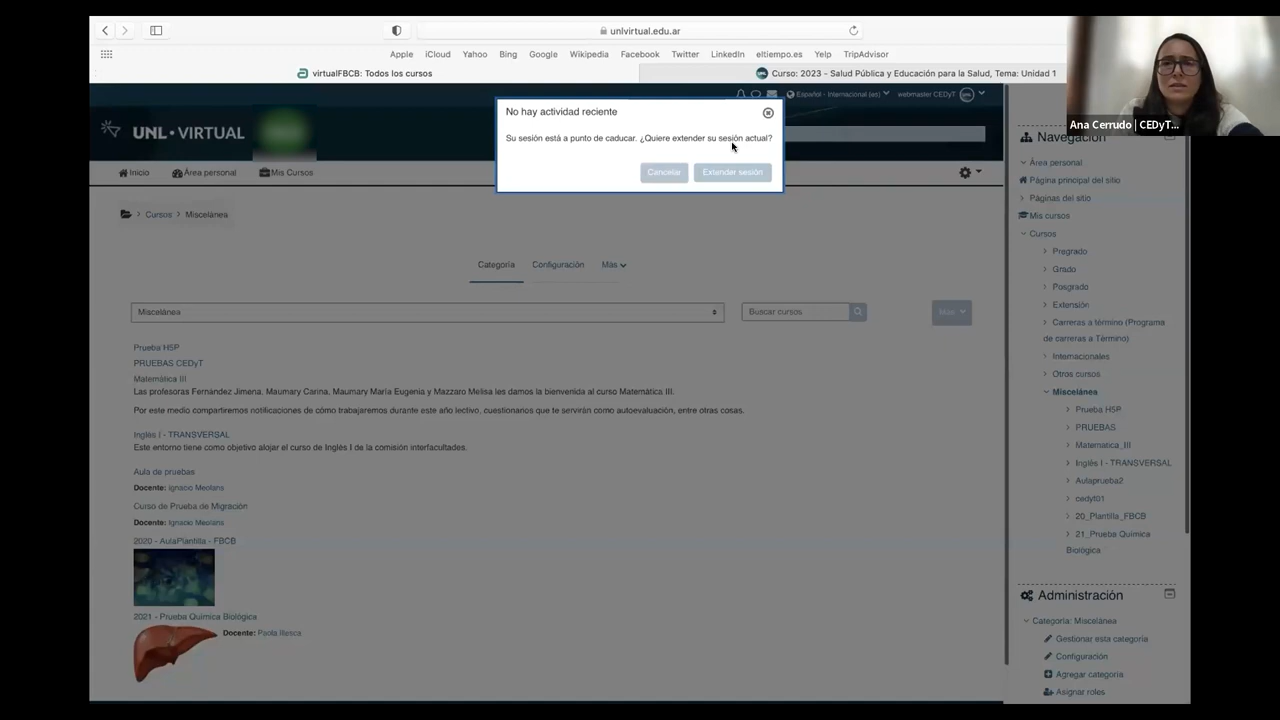 unlvirtual.edu.ar
Apple iCloud Yahoo Bing Google Wikipedia Facebook Twitter LinkedIn eltiempo.es Yelp TripAdvisor
virtualFBCB: Todos los cursos
Curso: 2023 - Salud Pública y Educación para la Salud, Tema: Unidad 1
Español - Internacional (es) webmaster CEDyT
UNL•VIRTUAL
No hay actividad reciente
Su sesión está a punto de caducar. ¿Quiere extender su sesión actual?
Cancelar Extender sesión
Inicio Área personal Mis Cursos
Cursos > Miscelánea
Categoría Configuración Más
Miscelánea
Buscar cursos
Más
Prueba H5P
PRUEBAS CEDyT
Matemática III
Las profesoras Fernández Jimena, Maumary Carina, Maumary María Eugenia y Mazzaro Melisa les damos la bienvenida al curso Matemática III.
Por este medio compartiremos notificaciones de cómo trabajaremos durante este año lectivo, cuestionarios que te servirán como autoevaluación, entre otras cosas.
Inglés I - TRANSVERSAL
Este entorno tiene como objetivo alojar el curso de Inglés I de la comisión interfacultades.
Aula de pruebas
Docente: Ignacio Meolans
Curso de Prueba de Migración
Docente: Ignacio Meolans
2020 - AulaPlantilla - FBCB
2021 - Prueba Química Biológica
Docente: Paola Illesca
Ana Cerrudo | CEDyT...
Navegación
Área personal
Página principal del sitio
Páginas del sitio
Mis cursos
Cursos
Pregrado
Grado
Posgrado
Extensión
Carreras a término (Programa
de carreras a Término)
Internacionales
Otros cursos
Miscelánea
Prueba H5P
PRUEBAS
Matematica_III
Inglés I - TRANSVERSAL
Aulaprueba2
cedyt01
20_Plantilla_FBCB
21_Prueba Química
Biológica
Administración
Categoría: Miscelánea
Gestionar esta categoría
Configuración
Agregar categoría
Asignar roles